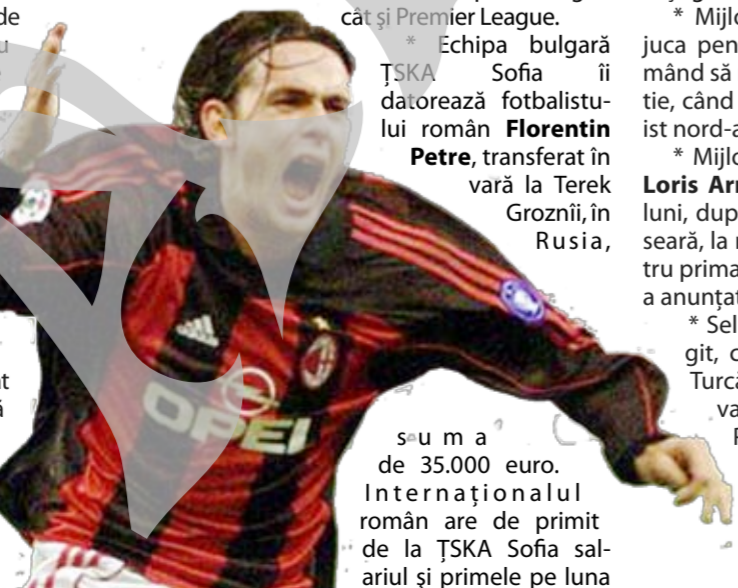 de
cât și Premier League.
* Echipa bulgară
ȚSKA Sofia îi
datorează fotbalistu-
lui român Florentin
Petre, transferat în
vară la Terek
Groznîi, în
Rusia,
suma
de 35.000 euro.
Internaționalul
român are de primit
de la ȚSKA Sofia sal-
ariul și primele pe luna
adidas
OPEL
* Mijlo
juca pen
mând să
tie, când
ist nord-a
* Mijlo
Loris Arn
luni, dup
seară, la
tru prima
a anunțat
* Sel
git, c
Turcă
va